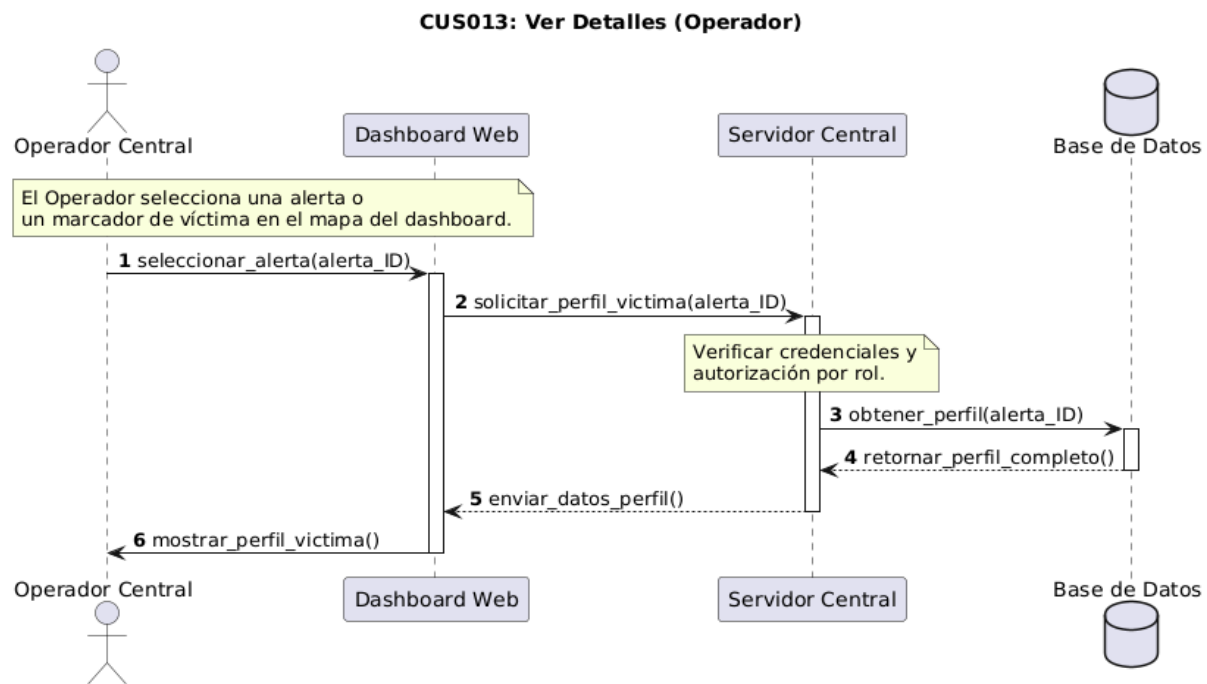 CUS013: Ver Detalles (Operador)
Operador Central
Dashboard Web
Servidor Central
Base de Datos
El Operador selecciona una alerta o
un marcador de víctima en el mapa del dashboard.
1 seleccionar_alerta(alerta_ID)
2 solicitar_perfil_victima(alerta_ID)
Verificar credenciales y
autorización por rol.
3 obtener_perfil(alerta_ID)
4 retornar_perfil_completo()
5 enviar_datos_perfil()
6 mostrar_perfil_victima()
Operador Central
Dashboard Web
Servidor Central
Base de Datos